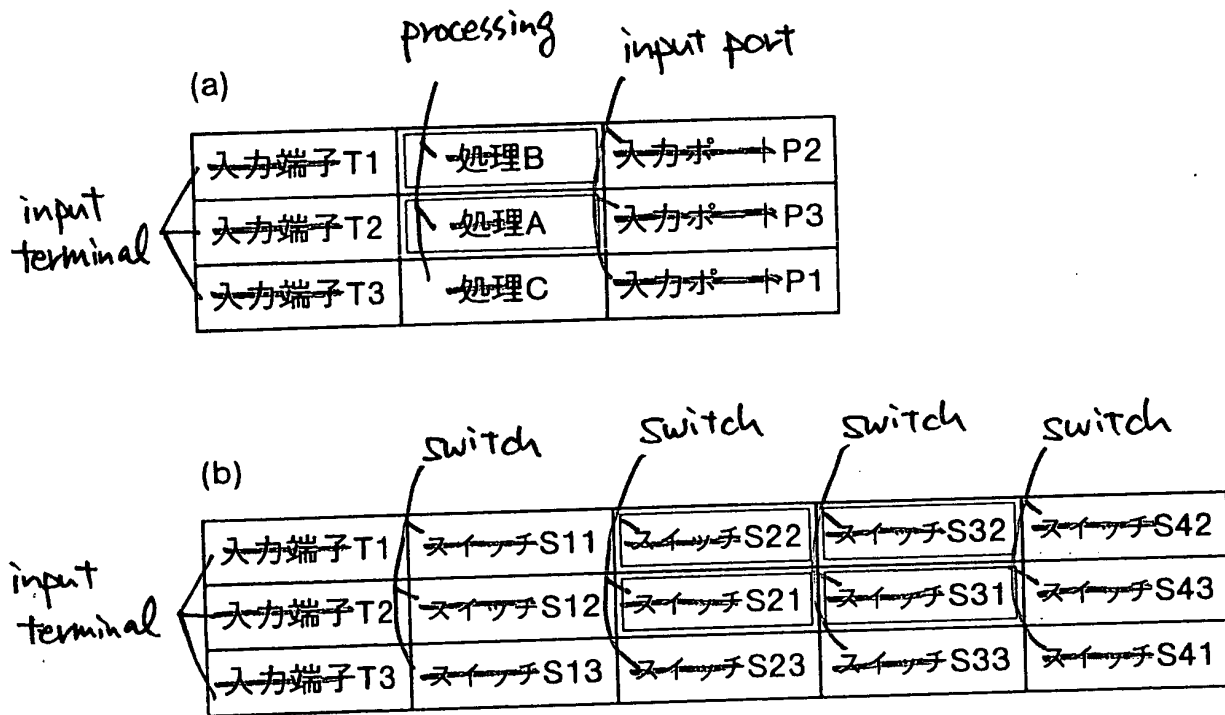 processing
input port
(a)
入力端子T1 処理B 入力ポートP2
input
terminal
入力端子T2 処理A 入力ポートP3
入力端子T3 処理C 入力ポートP1
switch switch switch switch
(b)
入力端子T1 スイッチS11 スイッチS22 スイッチS32 スイッチS42
input
terminal
入力端子T2 スイッチS12 スイッチS21 スイッチS31 スイッチS43
入力端子T3 スイッチS13 スイッチS23 スイッチS33 スイッチS41